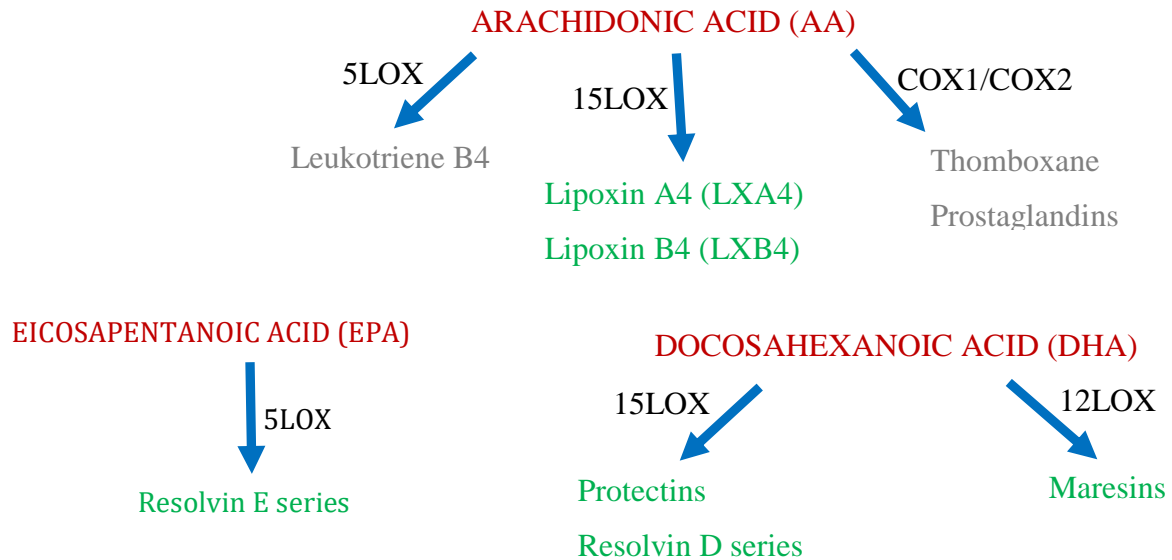 ARACHIDONIC ACID (AA)
5LOX
15LOX
COX1/COX2
Leukotriene B4
Lipoxin A4 (LXA4)
Lipoxin B4 (LXB4)
Thomboxane
Prostaglandins
EICOSAPENTANOIC ACID (EPA)
5LOX
Resolvin E series
DOCOSAHEXANOIC ACID (DHA)
15LOX
12LOX
Protectins
Resolvin D series
Maresins